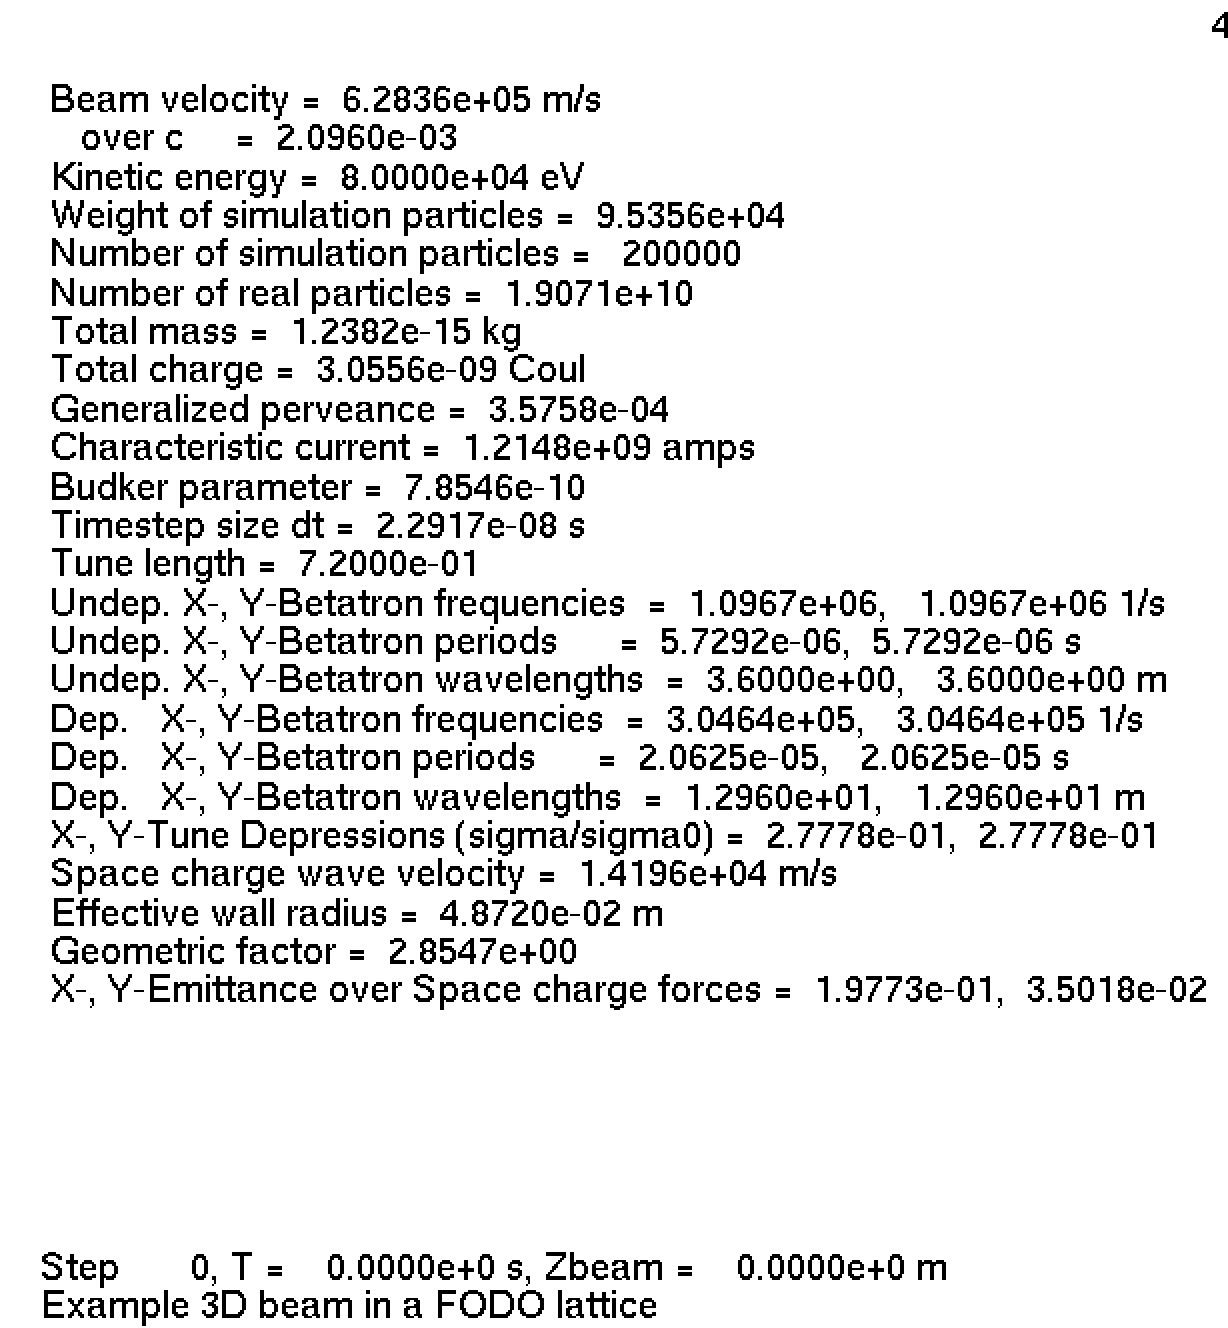 4
Beam velocity = 6.2836e+05 m/s
over c = 2.0960e-03
Kinetic energy = 8.0000e+04 eV
Weight of simulation particles = 9.5356e+04
Number of simulation particles = 200000
Number of real particles = 1.9071e+10
Total mass = 1.2382e-15 kg
Total charge = 3.0556e-09 Coul
Generalized perveance = 3.5758e-04
Characteristic current = 1.2148e+09 amps
Budker parameter = 7.8546e-10
Timestep size dt = 2.2917e-08 s
Tune length = 7.2000e-01
Undep. X-, Y-Betatron frequencies = 1.0967e+06, 1.0967e+06 1/s
Undep. X-, Y-Betatron periods = 5.7292e-06, 5.7292e-06 s
Undep. X-, Y-Betatron wavelengths = 3.6000e+00, 3.6000e+00 m
Dep. X-, Y-Betatron frequencies = 3.0464e+05, 3.0464e+05 1/s
Dep. X-, Y-Betatron periods = 2.0625e-05, 2.0625e-05 s
Dep. X-, Y-Betatron wavelengths = 1.2960e+01, 1.2960e+01 m
X-, Y-Tune Depressions (sigma/sigma0) = 2.7778e-01, 2.7778e-01
Space charge wave velocity = 1.4196e+04 m/s
Effective wall radius = 4.8720e-02 m
Geometric factor = 2.8547e+00
X-, Y-Emittance over Space charge forces = 1.9773e-01, 3.5018e-02
Step 0, T = 0.0000e+0 s, Zbeam = 0.0000e+0 m
Example 3D beam in a FODO lattice